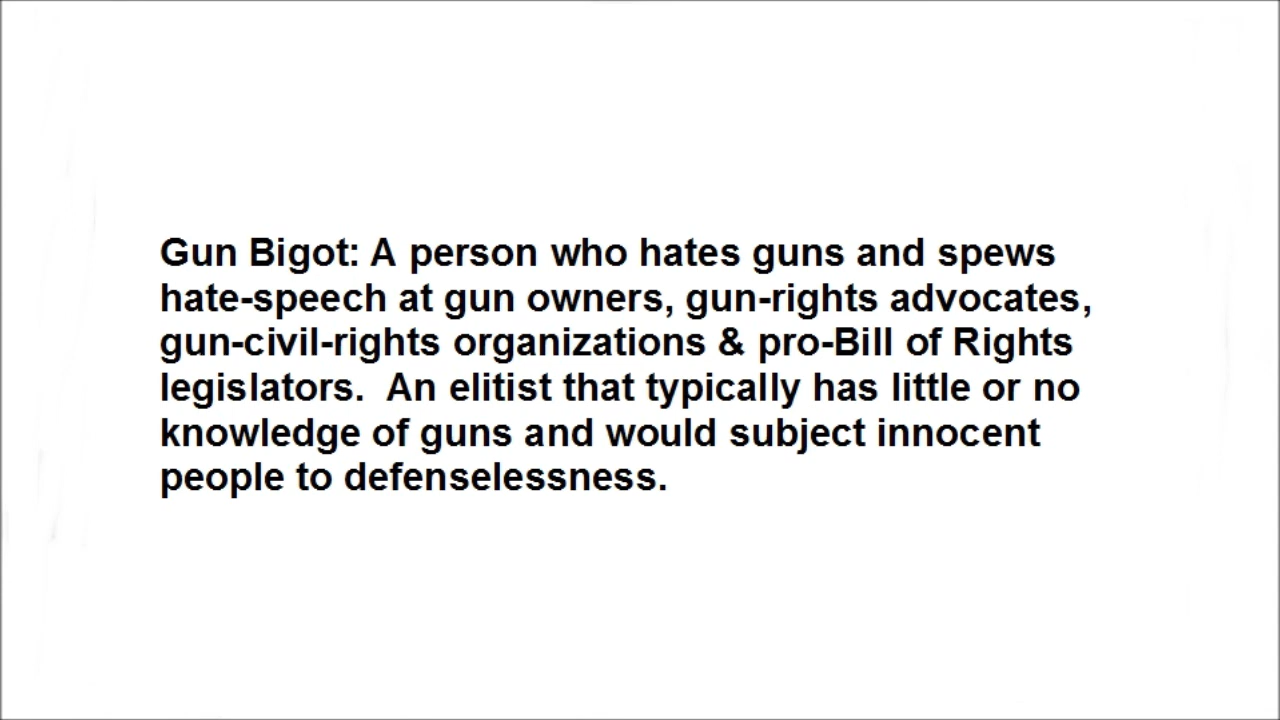 Gun Bigot: A person who hates guns and spews
hate-speech at gun owners, gun-rights advocates,
gun-civil-rights organizations & pro-Bill of Rights
legislators.  An elitist that typically has little or no
knowledge of guns and would subject innocent
people to defenselessness.